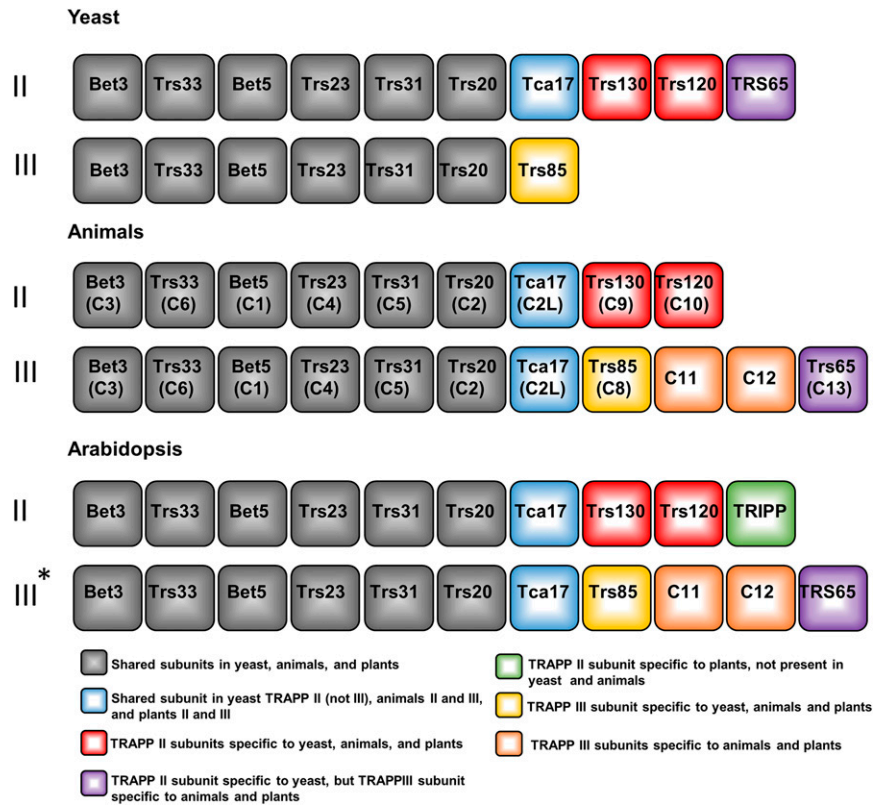 Yeast
II Bet3 Trs33 Bet5 Trs23 Trs31 Trs20 Tca17 Trs130 Trs120 TRS65
III Bet3 Trs33 Bet5 Trs23 Trs31 Trs20 Trs85
Animals
II Bet3 Trs33 Bet5 Trs23 Trs31 Trs20 Tca17 Trs130 Trs120
(C3) (C6) (C1) (C4) (C5) (C2) (C2L) (C9) (C10)
III Bet3 Trs33 Bet5 Trs23 Trs31 Trs20 Tca17 Trs85 C11 C12 Trs65
(C3) (C6) (C1) (C4) (C5) (C2) (C2L) (C8) (C13)
Arabidopsis
II Bet3 Trs33 Bet5 Trs23 Trs31 Trs20 Tca17 Trs130 Trs120 TRIPP
III* Bet3 Trs33 Bet5 Trs23 Trs31 Trs20 Tca17 Trs85 C11 C12 TRS65
Shared subunits in yeast, animals, and plants
Shared subunit in yeast TRAPP II (not III), animals II and III,
and plants II and III
TRAPP II subunits specific to yeast, animals, and plants
TRAPP II subunit specific to yeast, but TRAPPIII subunit
specific to animals and plants
TRAPP II subunit specific to plants, not present in
yeast and animals
TRAPP III subunit specific to yeast, animals and plants
TRAPP III subunits specific to animals and plants